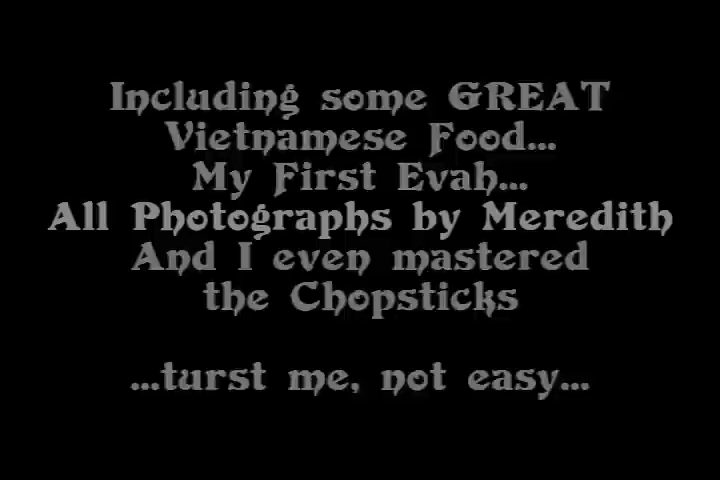 Including some GREAT
Vietnamese Food...
My First Evah...
All Photographs by Meredith
And I even mastered
the Chopsticks
...turst me, not easy...